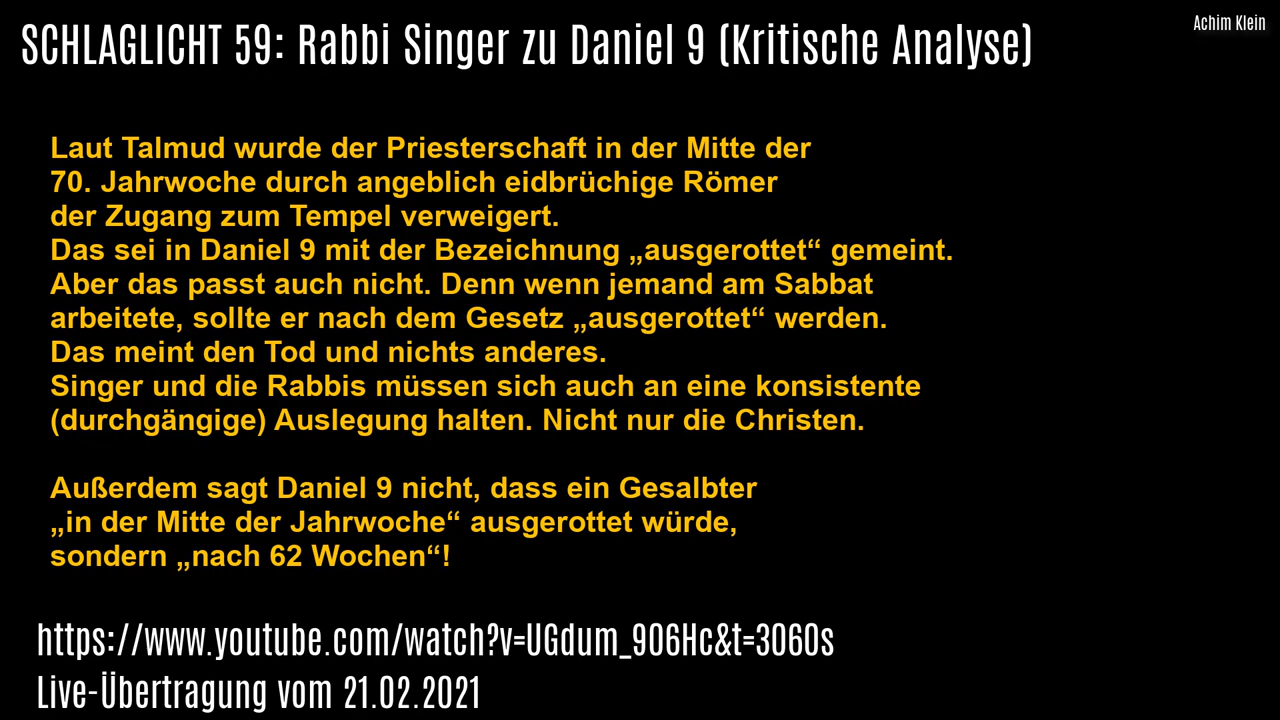 SCHLAGLICHT 59: Rabbi Singer zu Daniel 9 (Kritische Analyse)
Achim Klein
Laut Talmud wurde der Priesterschaft in der Mitte der
70. Jahrwoche durch angeblich eidbrüchige Römer
der Zugang zum Tempel verweigert.
Das sei in Daniel 9 mit der Bezeichnung „ausgerottet“ gemeint.
Aber das passt auch nicht. Denn wenn jemand am Sabbat
arbeitete, sollte er nach dem Gesetz „ausgerottet“ werden.
Das meint den Tod und nichts anderes.
Singer und die Rabbis müssen sich auch an eine konsistente
(durchgängige) Auslegung halten. Nicht nur die Christen.
Außerdem sagt Daniel 9 nicht, dass ein Gesalbter
„in der Mitte der Jahrwoche“ ausgerottet würde,
sondern „nach 62 Wochen“!
https://www.youtube.com/watch?v=UGdum_906Hc&t=3060s
Live-Übertragung vom 21.02.2021